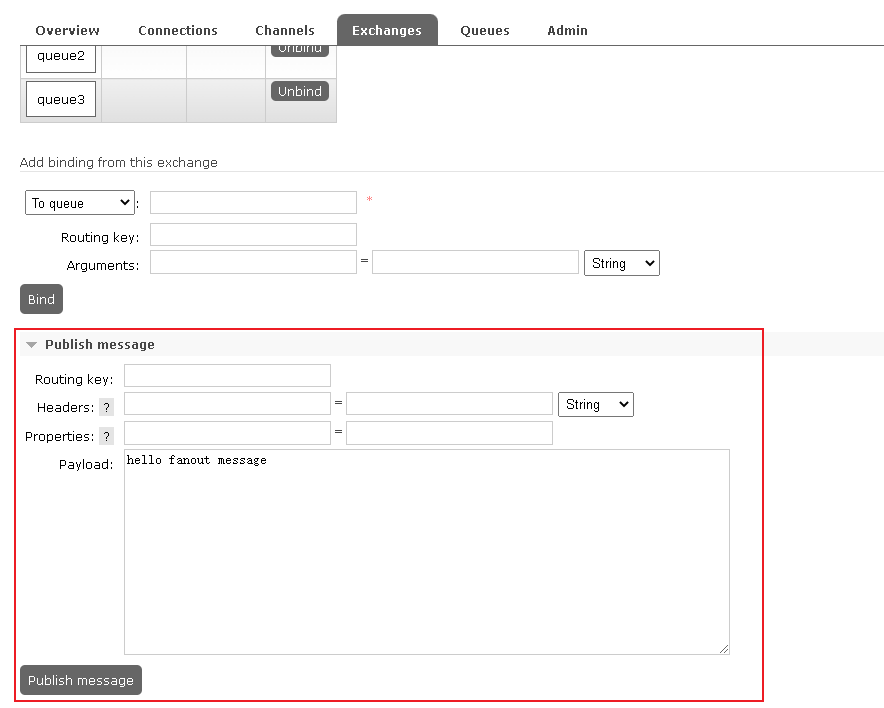 Overview Connections Channels Exchanges Queues Admin
queue2 Unbind
queue3 Unbind
Add binding from this exchange
To queue : *
Routing key:
Arguments: = String
Bind
Publish message
Routing key:
Headers: ? = String
Properties: ? =
Payload: hello fanout message
Publish message